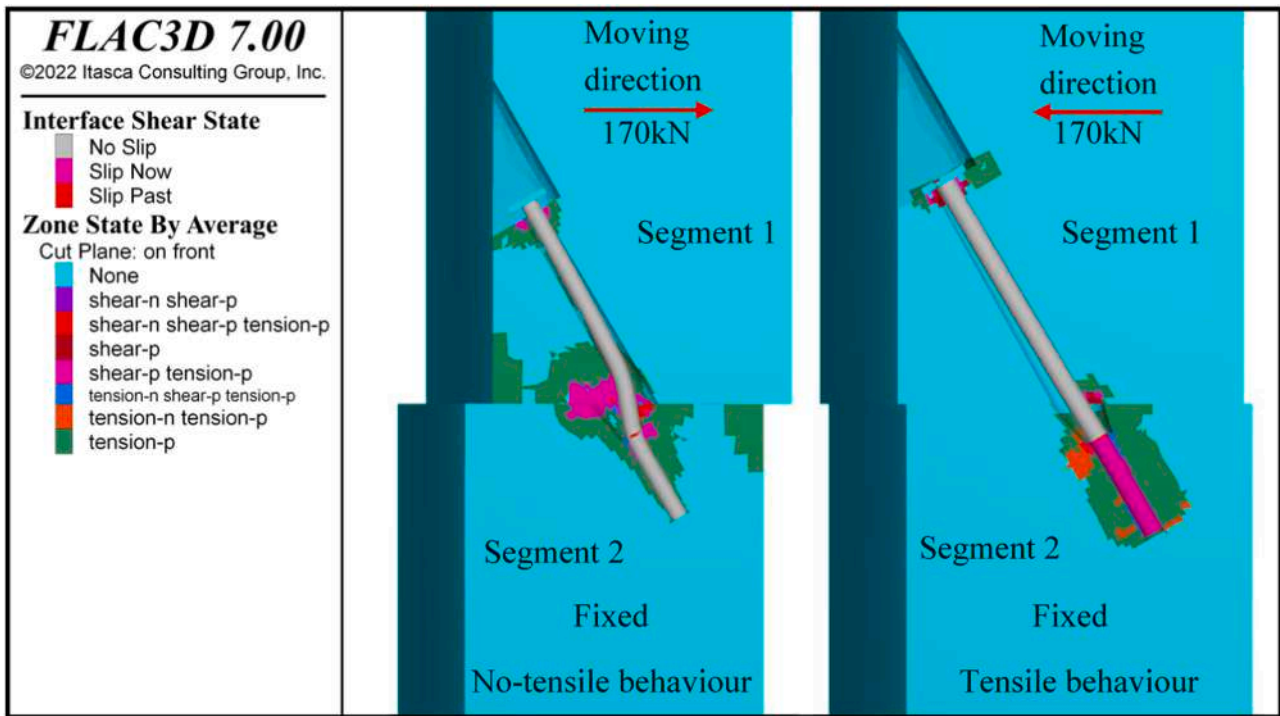 FLAC3D 7.00
©2022 Itasca Consulting Group, Inc.
Interface Shear State
No Slip
Slip Now
Slip Past
Zone State By Average
Cut Plane: on front
None
shear-n shear-p
shear-n shear-p tension-p
shear-p
shear-p tension-p
tension-n shear-p tension-p
tension-n tension-p
tension-p
Moving
direction
170kN
Segment 1
Segment 2
Fixed
No-tensile behaviour
Moving
direction
170kN
Segment 1
Segment 2
Fixed
Tensile behaviour